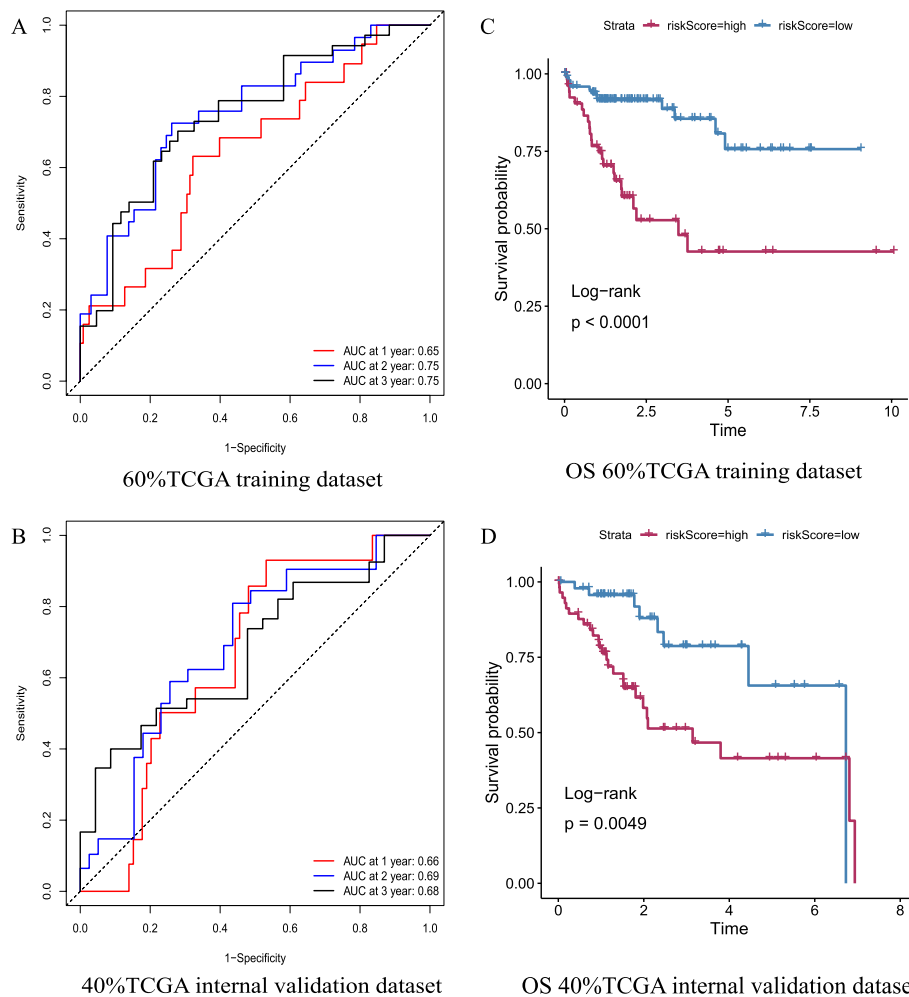 A
1.0
0.8
0.6
0.4
0.2
0.0
Sensitivity
AUC at 1 year: 0.65
AUC at 2 year: 0.75
AUC at 3 year: 0.75
0.0 0.2 0.4 0.6 0.8 1.0
1−Specificity
60%TCGA training dataset
C
Strata riskScore=high riskScore=low
1.00
0.75
0.50
0.25
0.00
Survival probability
Log−rank
p < 0.0001
0 2.5 5 7.5 10
Time
OS 60%TCGA training dataset
B
1.0
0.8
0.6
0.4
0.2
0.0
Sensitivity
AUC at 1 year: 0.66
AUC at 2 year: 0.69
AUC at 3 year: 0.68
0.0 0.2 0.4 0.6 0.8 1.0
1−Specificity
40%TCGA internal validation dataset
D
Strata riskScore=high riskScore=low
1.00
0.75
0.50
0.25
0.00
Survival probability
Log−rank
p = 0.0049
0 2 4 6 8
Time
OS 40%TCGA internal validation datase